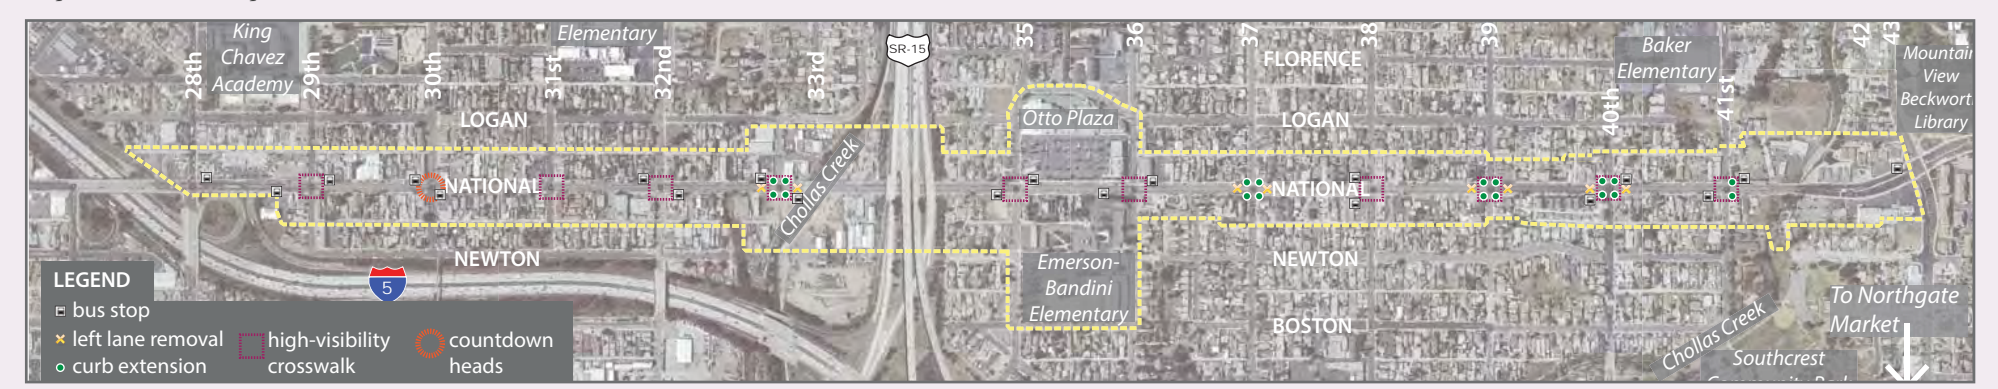 King
Chavez
Academy
Elementary
28th
29th
30th
31st
32nd
33rd
SR-15
35
36
37
38
39
40th
41st
42
43
FLORENCE
Baker
Elementary
Mountain
View
Beckworth
Library
LOGAN
Otto Plaza
LOGAN
NATIONAL
Chollas Creek
NATIONAL
NEWTON
Emerson-
Bandini
Elementary
NEWTON
BOSTON
5
To Northgate
Market
Chollas Creek
Southcrest
LEGEND
bus stop
left lane removal
curb extension
high-visibility
crosswalk
countdown
heads